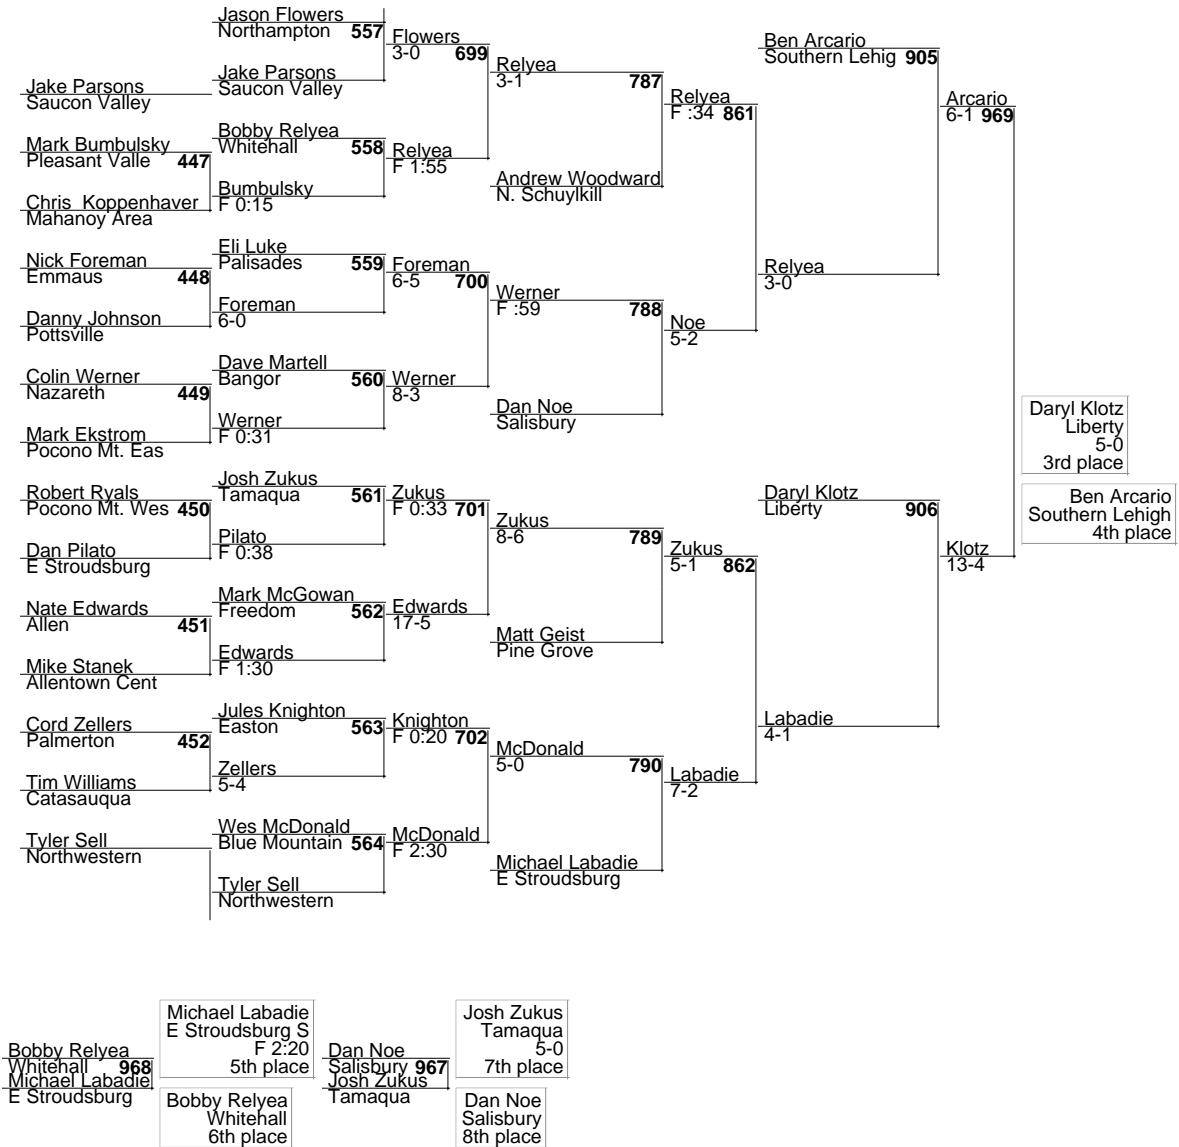 Jason Flowers
Northampton 557
Jake Parsons
Saucon Valley
Jake Parsons
Saucon Valley
Flowers
3-0 699
Mark Bumbulsky
Pleasant Valle 447
Chris Koppenhaver
Mahanoy Area
Bobby Relyea
Whitehall 558
Bumbulsky
F 0:15
Relyea
F 1:55
Relyea
3-1 787
Andrew Woodward
N. Schuylkill
Relyea
F :34 861
Nick Foreman
Emmaus 448
Danny Johnson
Pottsville
Eli Luke
Palisades 559
Foreman
6-0
Foreman
6-5 700
Colin Werner
Nazareth 449
Mark Ekstrom
Pocono Mt. Eas
Dave Martell
Bangor 560
Werner
F 0:31
Werner
8-3
Werner
F :59 788
Dan Noe
Salisbury
Noe
5-2
Ben Arcario
Southern Lehig 905
Relyea
3-0
Arcario
6-1 969
Robert Ryals
Pocono Mt. Wes 450
Dan Pilato
E Stroudsburg
Josh Zukus
Tamaqua 561
Pilato
F 0:38
Zukus
F 0:33 701
Nate Edwards
Allen 451
Mike Stanek
Allentown Cent
Mark McGowan
Freedom 562
Edwards
F 1:30
Edwards
17-5
Zukus
8-6 789
Matt Geist
Pine Grove
Zukus
5-1 862
Cord Zellers
Palmerton 452
Tim Williams
Catasauqua
Jules Knighton
Easton 563
Zellers
5-4
Knighton
F 0:20 702
Tyler Sell
Northwestern
Wes McDonald
Blue Mountain 564
Tyler Sell
Northwestern
McDonald
F 2:30
McDonald
5-0 790
Michael Labadie
E Stroudsburg
Labadie
7-2
Daryl Klotz
Liberty 906
Labadie
4-1
Klotz
13-4
Daryl Klotz
Liberty
5-0
3rd place
Ben Arcario
Southern Lehigh
4th place
Bobby Relyea
Whitehall 968
Michael Labadie
E Stroudsburg
Michael Labadie
E Stroudsburg S
F 2:20
5th place
Bobby Relyea
Whitehall
6th place
Dan Noe
Salisbury 967
Josh Zukus
Tamaqua
Josh Zukus
Tamaqua
5-0
7th place
Dan Noe
Salisbury
8th place